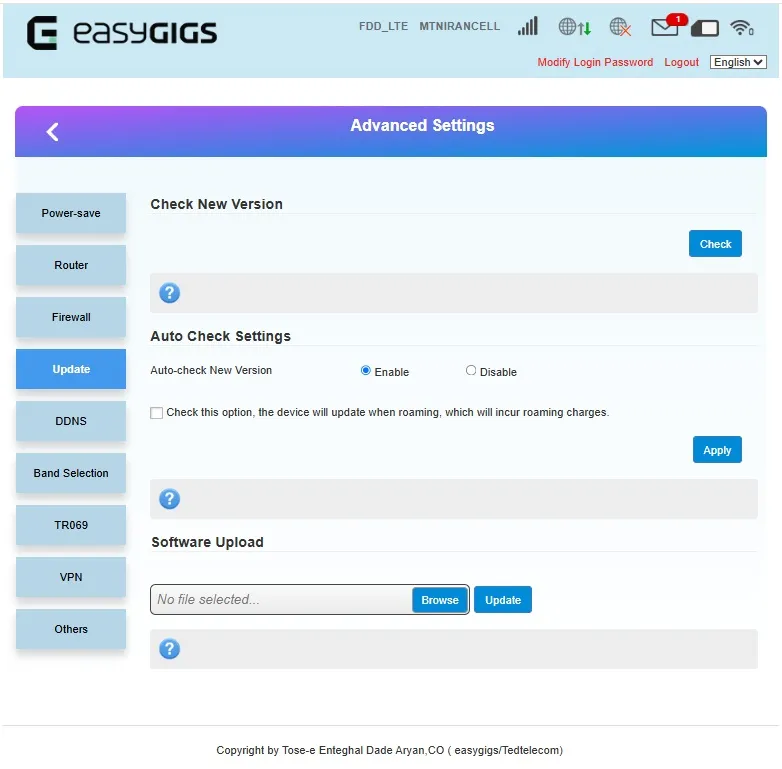 easyGIGS
FDD_LTE MTNIRANCELL 1 0
Modify Login Password Logout English
Advanced Settings
Power-save
Router
Firewall
Update
DDNS
Band Selection
TR069
VPN
Others
Check New Version
Check
?
Auto Check Settings
Auto-check New Version Enable Disable
Check this option, the device will update when roaming, which will incur roaming charges.
Apply
?
Software Upload
No file selected... Browse Update
?
Copyright by Tose-e Enteghal Dade Aryan,CO ( easygigs/Tedtelecom)